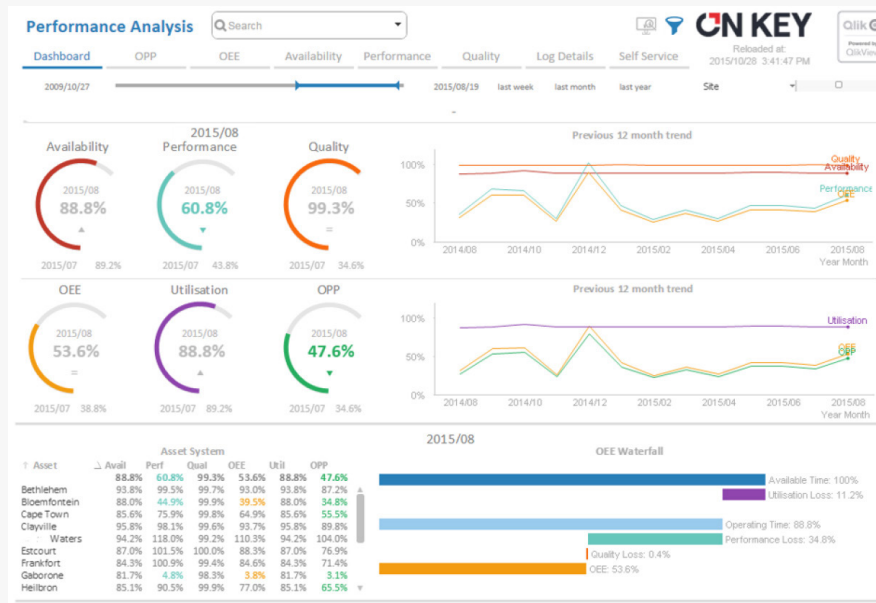 Performance Analysis
Search
ON KEY
Qlik
Powered by
QlikView
Reloaded at:
2015/10/28 3:41:47 PM
Dashboard OPP OEE Availability Performance Quality Log Details Self Service
2009/10/27 2015/08/19 last week last month last year Site
2015/08
Availability Performance Quality
2015/08 2015/08 2015/08
88.8% 60.8% 99.3%
=
2015/07 89.2% 2015/07 43.8% 2015/07 34.6%
Previous 12 month trend
100%
50%
0%
Quality
Availability
Performance
OEE
2014/08 2014/10 2014/12 2015/02 2015/04 2015/06 2015/08
Year Month
OEE Utilisation OPP
2015/08 2015/08 2015/08
53.6% 88.8% 47.6%
=
2015/07 38.8% 2015/07 89.2% 2015/07 34.6%
Previous 12 month trend
100%
50%
0%
Utilisation
OEE
OPP
2014/08 2014/10 2014/12 2015/02 2015/04 2015/06 2015/08
Year Month
2015/08
Asset System
Asset Avail Perf Qual OEE Util OPP
88.8% 60.8% 99.3% 53.6% 88.8% 47.6%
Bethlehem 93.8% 99.5% 99.7% 93.0% 93.8% 87.2%
Bloemfontein 88.0% 44.9% 99.9% 39.5% 88.0% 34.8%
Cape Town 85.6% 75.9% 99.8% 64.9% 85.6% 55.5%
Clayville 95.8% 98.1% 99.6% 93.7% 95.8% 89.8%
Waters 94.2% 118.0% 99.2% 110.3% 94.2% 104.0%
Estcourt 87.0% 101.5% 100.0% 88.3% 87.0% 76.9%
Frankfort 84.3% 100.9% 99.4% 84.6% 84.3% 71.4%
Gaborone 81.7% 4.8% 98.3% 3.8% 81.7% 3.1%
Heilbron 85.1% 90.5% 99.9% 77.0% 85.1% 65.5%
OEE Waterfall
Available Time: 100%
Utilisation Loss: 11.2%
Operating Time: 88.8%
Performance Loss: 34.8%
Quality Loss: 0.4%
OEE: 53.6%